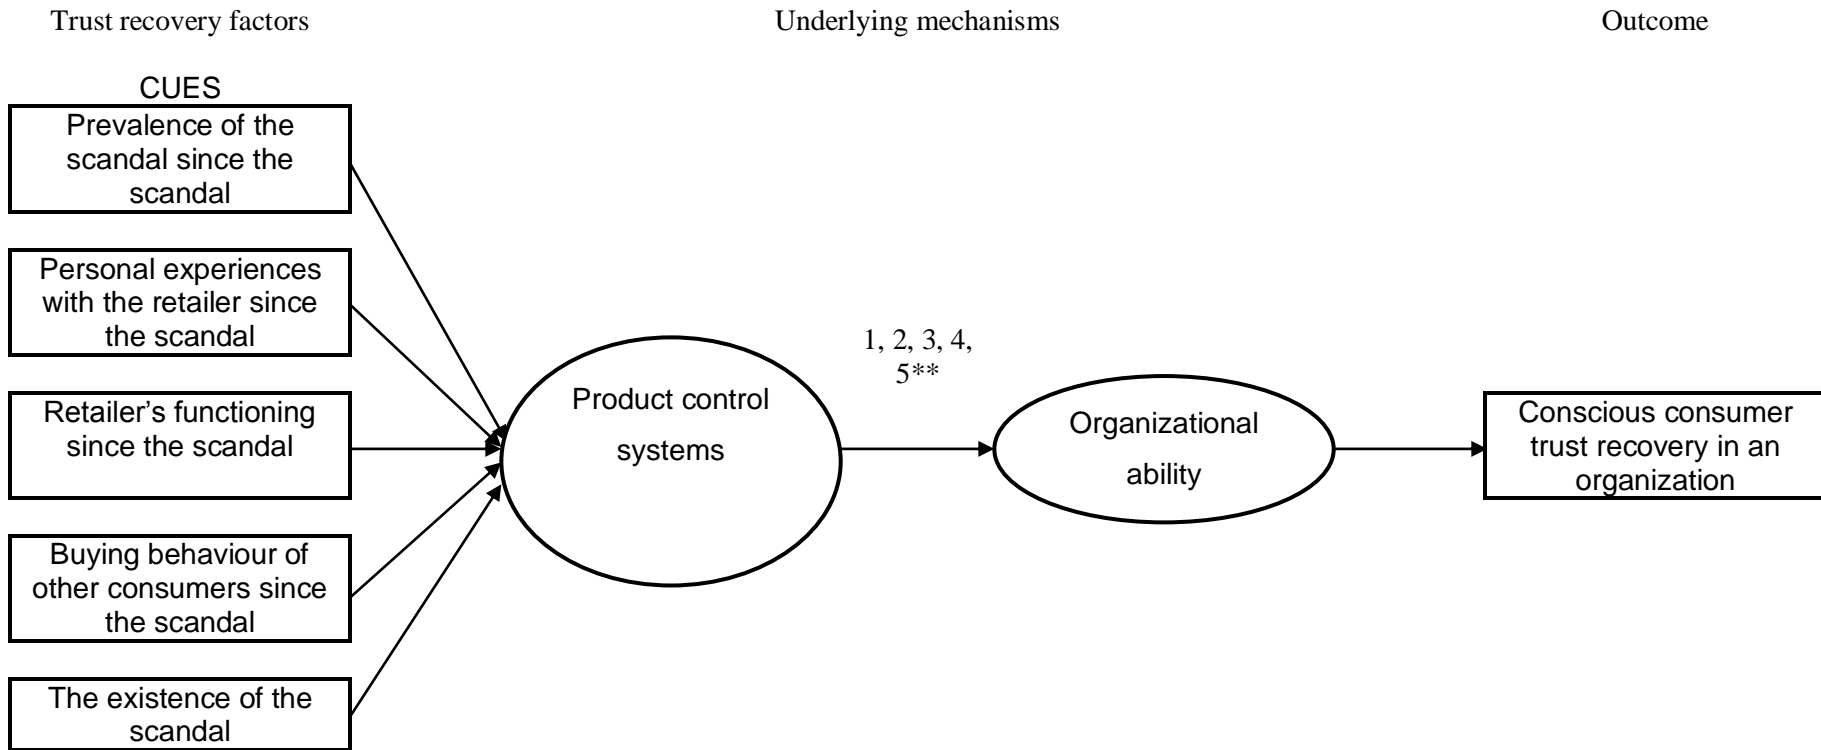 Trust recovery factors
Underlying mechanisms
Outcome
CUES
Prevalence of the
scandal since the
scandal
Personal experiences
with the retailer since
the scandal
Retailer’s functioning
since the scandal
Buying behaviour of
other consumers since
the scandal
The existence of the
scandal
Product control
systems
1, 2, 3, 4,
5**
Organizational
ability
Conscious consumer
trust recovery in an
organization